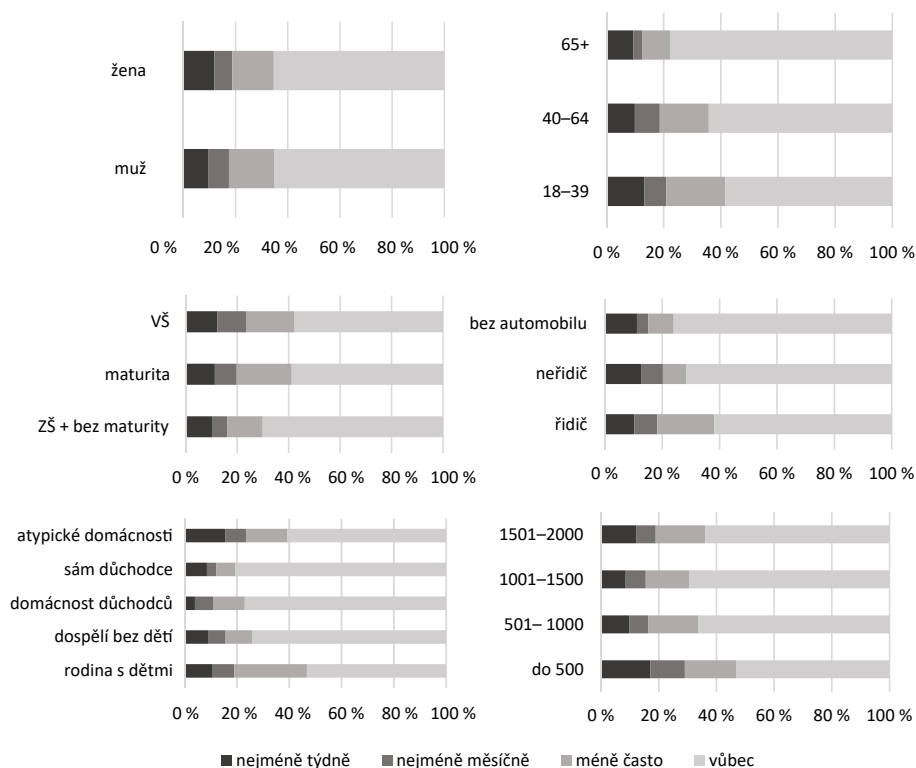 žena
muž
0 % 20 % 40 % 60 % 80 % 100 %
65+
40–64
18–39
0 % 20 % 40 % 60 % 80 % 100 %
VŠ
maturita
ZŠ + bez maturity
0 % 20 % 40 % 60 % 80 % 100 %
bez automobilu
neřidič
řidič
0 % 20 % 40 % 60 % 80 % 100 %
atypické domácnosti
sám důchodce
domácnost důchodců
dospělí bez dětí
rodina s dětmi
0 % 20 % 40 % 60 % 80 % 100 %
1501–2000
1001–1500
501– 1000
do 500
0 % 20 % 40 % 60 % 80 % 100 %
nejméně týdně nejméně měsíčně méně často vůbec